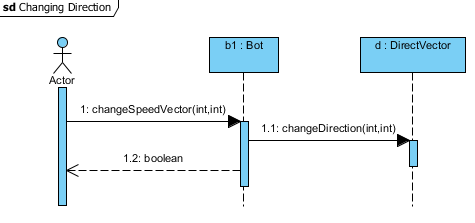 sd Changing Direction
b1 : Bot
d : DirectVector
Actor
1: changeSpeedVector(int,int)
1.1: changeDirection(int,int)
1.2: boolean